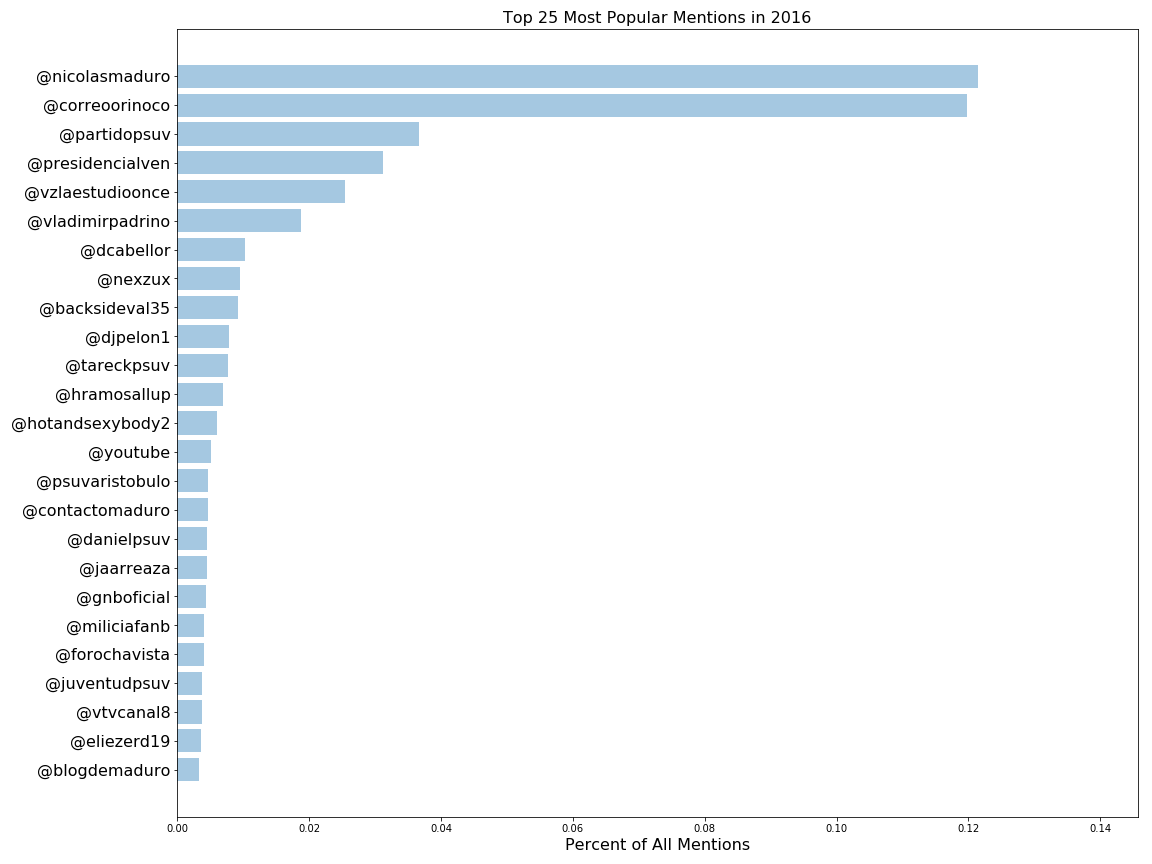 Top 25 Most Popular Mentions in 2016
@nicolasmaduro
@correoorinoco
@partidopsuv
@presidencialven
@vzlaestudioonce
@vladimirpadrino
@dcabellor
@nexzux
@backsideval35
@djpelon1
@tareckpsuv
@hramosallup
@hotandsexybody2
@youtube
@psuvaristobulo
@contactomaduro
@danielpsuv
@jaarreaza
@gnboficial
@miliciafanb
@forochavista
@juventudpsuv
@vtvcanal8
@eliezerd19
@blogdemaduro
0.00 0.02 0.04 0.06 0.08 0.10 0.12 0.14
Percent of All Mentions